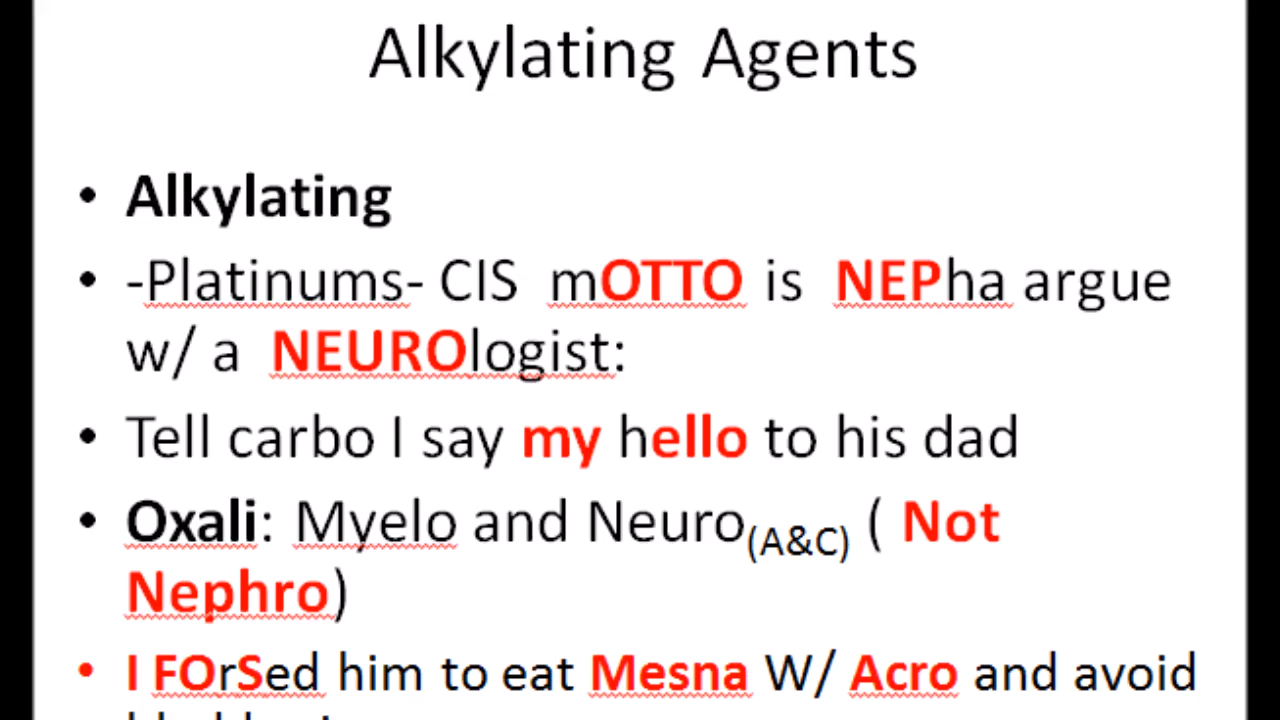 Alkylating Agents
• Alkylating
• -Platinums- CIS mOTTO is NEPha argue
w/ a NEUROlogist:
• Tell carbo I say my hello to his dad
• Oxali: Myelo and Neuro(A&C) ( Not
Nephro)
• I FOrSed him to eat Mesna W/ Acro and avoid